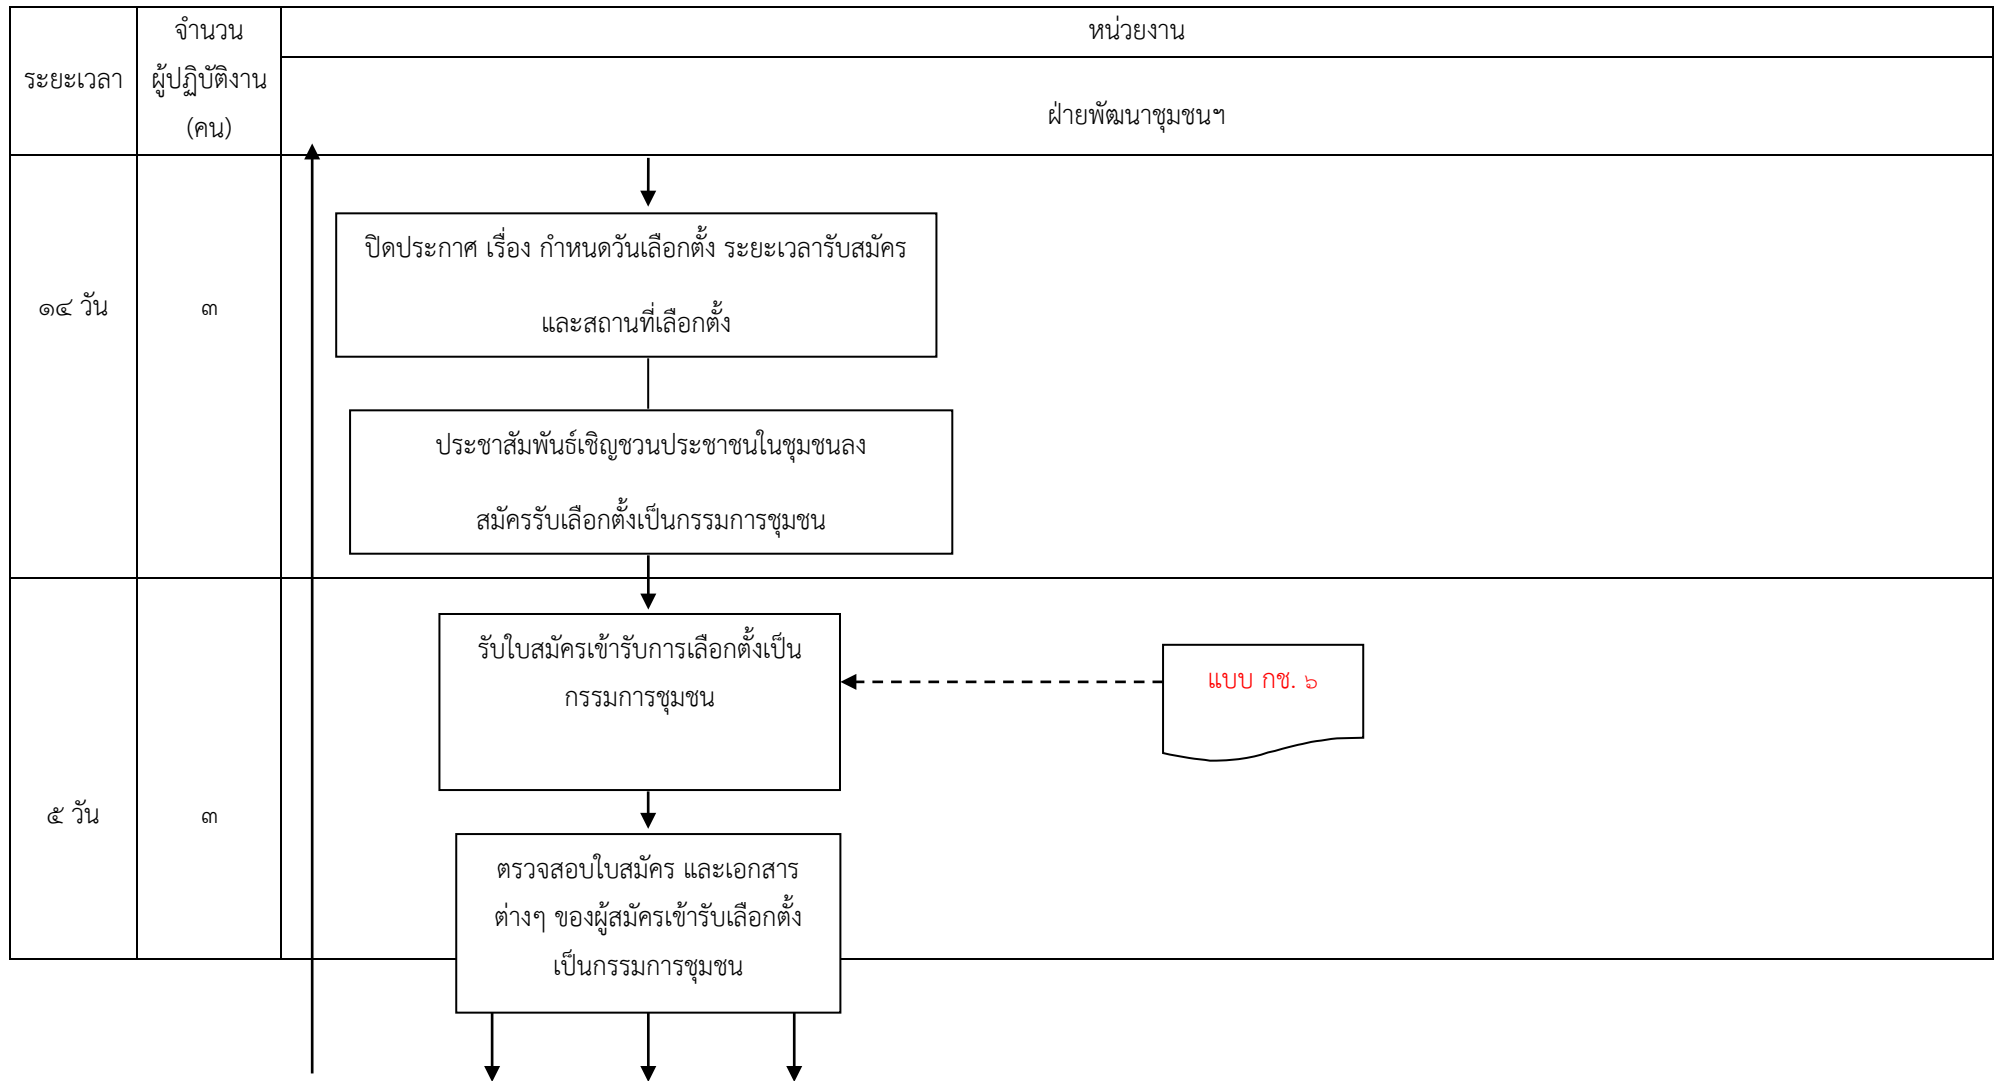 ระยะเวลา
จำนวน
ผู้ปฏิบัติงาน
(คน)
หน่วยงาน
ฝ่ายพัฒนาชุมชนฯ
๑๔ วัน
๓
ปิดประกาศ เรื่อง กำหนดวันเลือกตั้ง ระยะเวลารับสมัคร
และสถานที่เลือกตั้ง
ประชาสัมพันธ์เชิญชวนประชาชนในชุมชนลง
สมัครรับเลือกตั้งเป็นกรรมการชุมชน
๕ วัน
๓
รับใบสมัครเข้ารับการเลือกตั้งเป็น
กรรมการชุมชน
แบบ กช. ๖
ตรวจสอบใบสมัคร และเอกสาร
ต่างๆ ของผู้สมัครเข้ารับเลือกตั้ง
เป็นกรรมการชุมชน